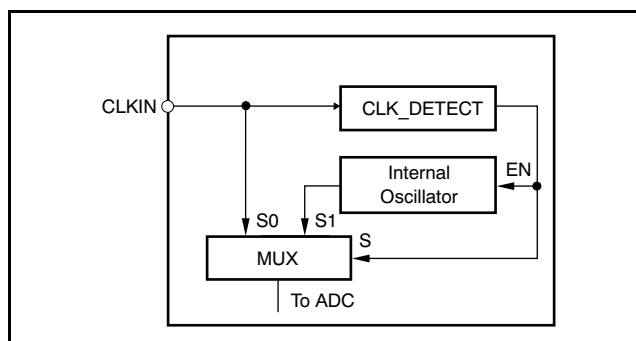 CLKIN
CLK_DETECT
Internal
Oscillator
EN
S0
S1
S
MUX
To ADC